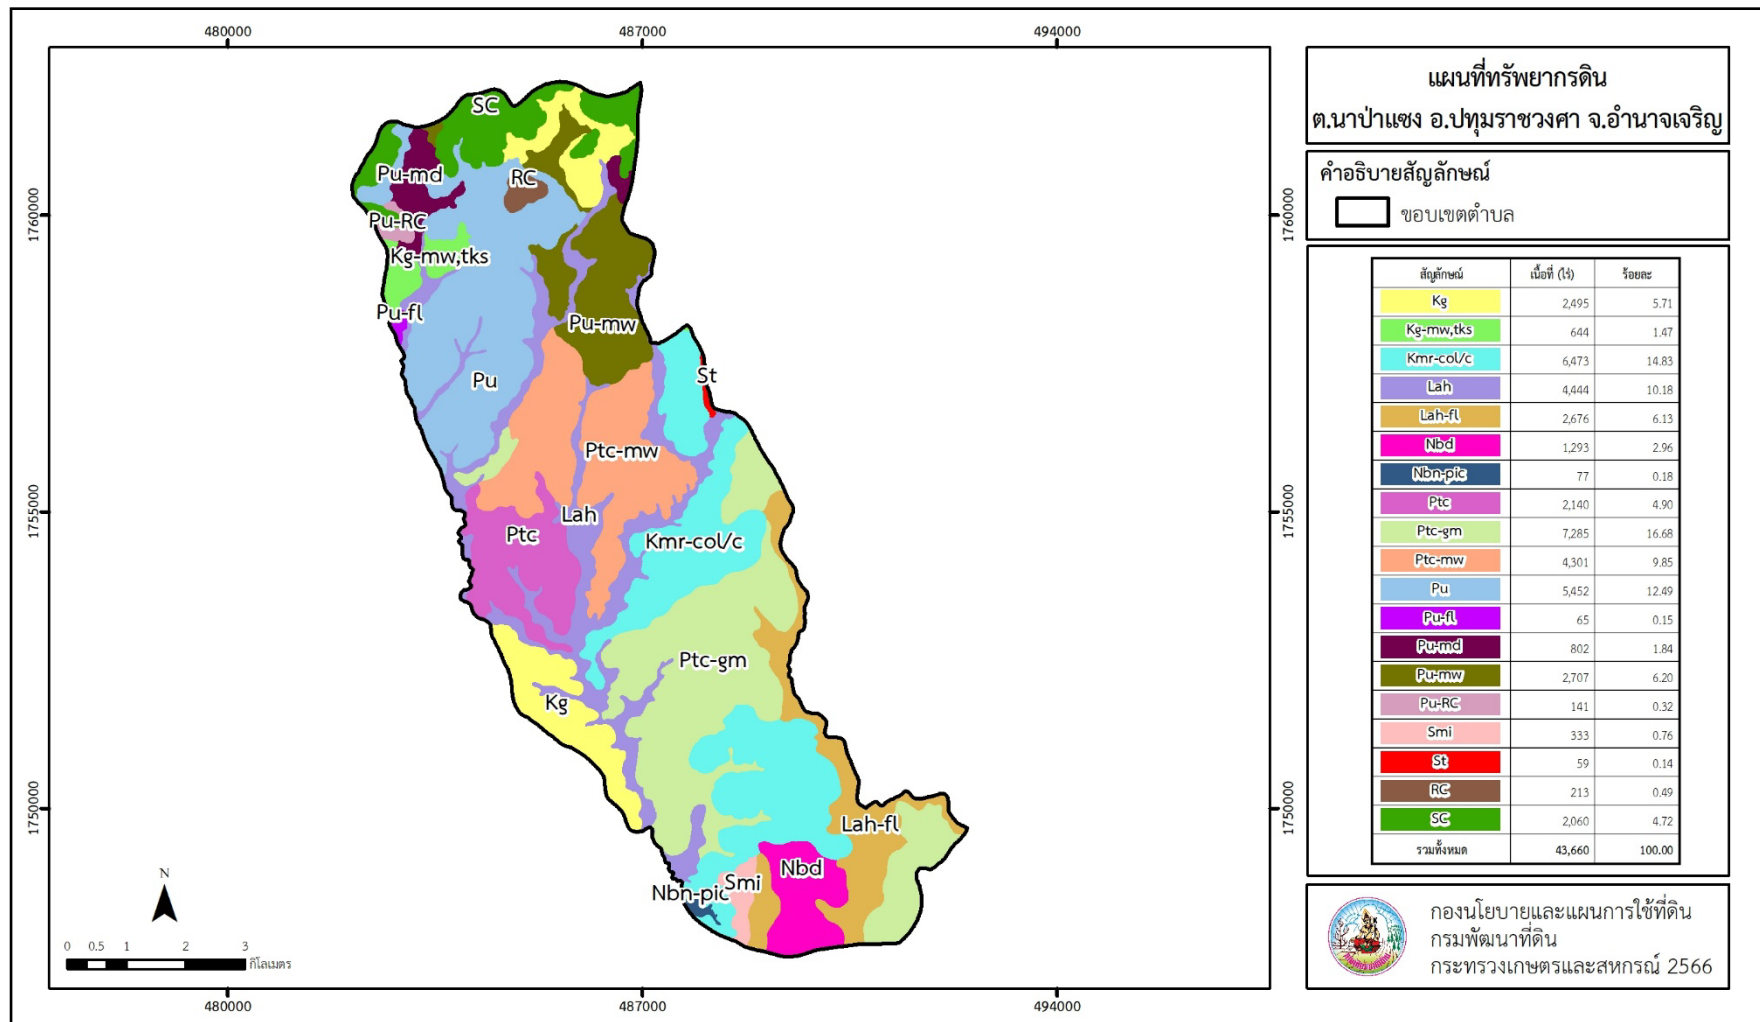 480000
487000
494000
1760000
1755000
1750000
1760000
1755000
1750000
480000
487000
494000
SC
Pu-md
RC
Pu-RC
Kg-mw,tks
Pu-fl
Pu-mw
Pu
St
Ptc-mw
Lah
Ptc
Kmr-col/c
Ptc-gm
Kg
Lah-fl
Nbd
Smi
Nbn-pic
N
0 0.5 1 2 3
กิโลเมตร
แผนที่ทรัพยากรดิน
ต.นาป่าแซง อ.ปทุมราชวงศา จ.อำนาจเจริญ
คำอธิบายสัญลักษณ์
ขอบเขตตำบล
สัญลักษณ์ เนื้อที่ (ไร่) ร้อยละ
Kg 2,495 5.71
Kg-mw,tks 644 1.47
Kmr-col/c 6,473 14.83
Lah 4,444 10.18
Lah-fl 2,676 6.13
Nbd 1,293 2.96
Nbn-pic 77 0.18
Ptc 2,140 4.90
Ptc-gm 7,285 16.68
Ptc-mw 4,301 9.85
Pu 5,452 12.49
Pu-fl 65 0.15
Pu-md 802 1.84
Pu-mw 2,707 6.20
Pu-RC 141 0.32
Smi 333 0.76
St 59 0.14
RC 213 0.49
SC 2,060 4.72
รวมทั้งหมด 43,660 100.00
กองนโยบายและแผนการใช้ที่ดิน
กรมพัฒนาที่ดิน
กระทรวงเกษตรและสหกรณ์ 2566